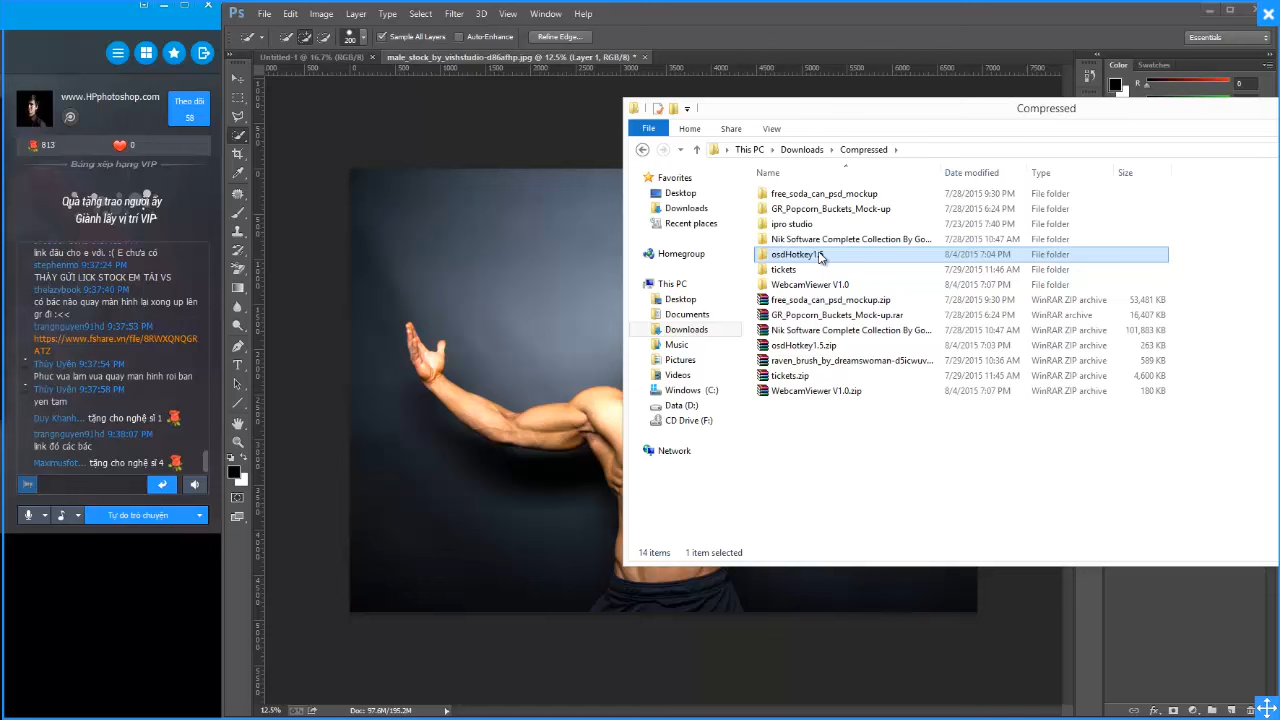 Ps File Edit Image Layer Type Select Filter 3D View Window Help
200 Sample All Layers Auto-Enhance Refine Edge... Essentials
Untitled-1 @ 16,7% (RGB/8) male_stock_by_vishstudio-d86afhp.jpg @ 12.5% (Layer 1, RGB/8) *
Color Swatches
R 0
www.HPphotoshop.com
Theo dõi
58
813 0
Bảng xếp hạng VIP
Quà tặng trao người ấy
Giành lấy vị trí VIP
link đâu cho e với. :( E chưa có
stephenmo 9:37:24 PM
THẦY GỬI LICK STOCK EM TẢI VS
thelazybook 9:37:40 PM
có bác nào quay màn hình lại xong up lên
gr đi :<<
trangnguyen91hd 9:37:53 PM
https://www.fshare.vn/file/8RWXQNQGR
ATZ
Thùy Uyên 9:37:54 PM
Phuc vua lam vua quay man hinh roi ban
Thùy Uyên 9:37:58 PM
yen tam
Duy Khanh... tặng cho nghệ sĩ 1
trangnguyen91hd 9:38:07 PM
link đó các bác
Maximusfot... tặng cho nghệ sĩ 4
Tự do trò chuyện
Compressed
File Home Share View
This PC Downloads Compressed
Name Date modified Type Size
Favorites
Desktop
Downloads
Recent places
Homegroup
This PC
Desktop
Documents
Downloads
Music
Pictures
Videos
Windows (C:)
Data (D:)
CD Drive (F:)
Network
free_soda_can_psd_mockup 7/28/2015 9:30 PM File folder
GR_Popcorn_Buckets_Mock-up 7/28/2015 6:24 PM File folder
ipro studio 7/23/2015 7:40 PM File folder
Nik Software Complete Collection By Go... 7/28/2015 10:47 AM File folder
osdHotkey1.5 8/4/2015 7:04 PM File folder
tickets 7/29/2015 11:46 AM File folder
WebcamViewer V1.0 8/4/2015 7:07 PM File folder
free_soda_can_psd_mockup.zip 7/28/2015 9:30 PM WinRAR ZIP archive 53,481 KB
GR_Popcorn_Buckets_Mock-up.rar 7/28/2015 6:24 PM WinRAR archive 16,407 KB
Nik Software Complete Collection By Go... 7/28/2015 10:47 AM WinRAR ZIP archive 101,883 KB
osdHotkey1.5.zip 8/4/2015 7:03 PM WinRAR ZIP archive 263 KB
raven_brush_by_dreamswoman-d5icwuv... 7/29/2015 10:36 AM WinRAR ZIP archive 589 KB
tickets.zip 7/29/2015 11:45 AM WinRAR ZIP archive 4,600 KB
WebcamViewer V1.0.zip 8/4/2015 7:07 PM WinRAR ZIP archive 180 KB
14 items 1 item selected
12.5% Doc: 97.6M/195.2M